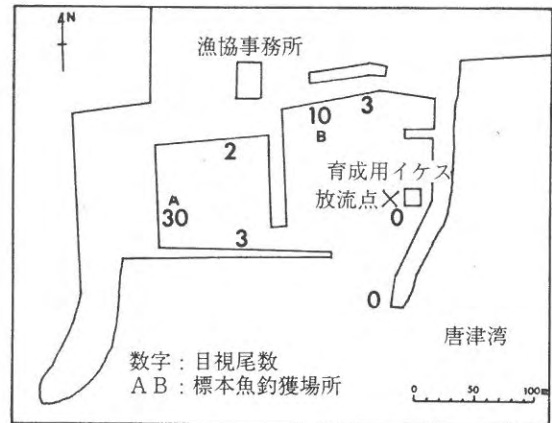 N
漁協事務所
3
10
B
2
育成用イケス
放流点×
0
A
30
3
0
唐津湾
数字：目視尾数
A B：標本魚釣獲場所
0 50 100m